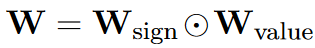 W = W_sign ⊙ W_value